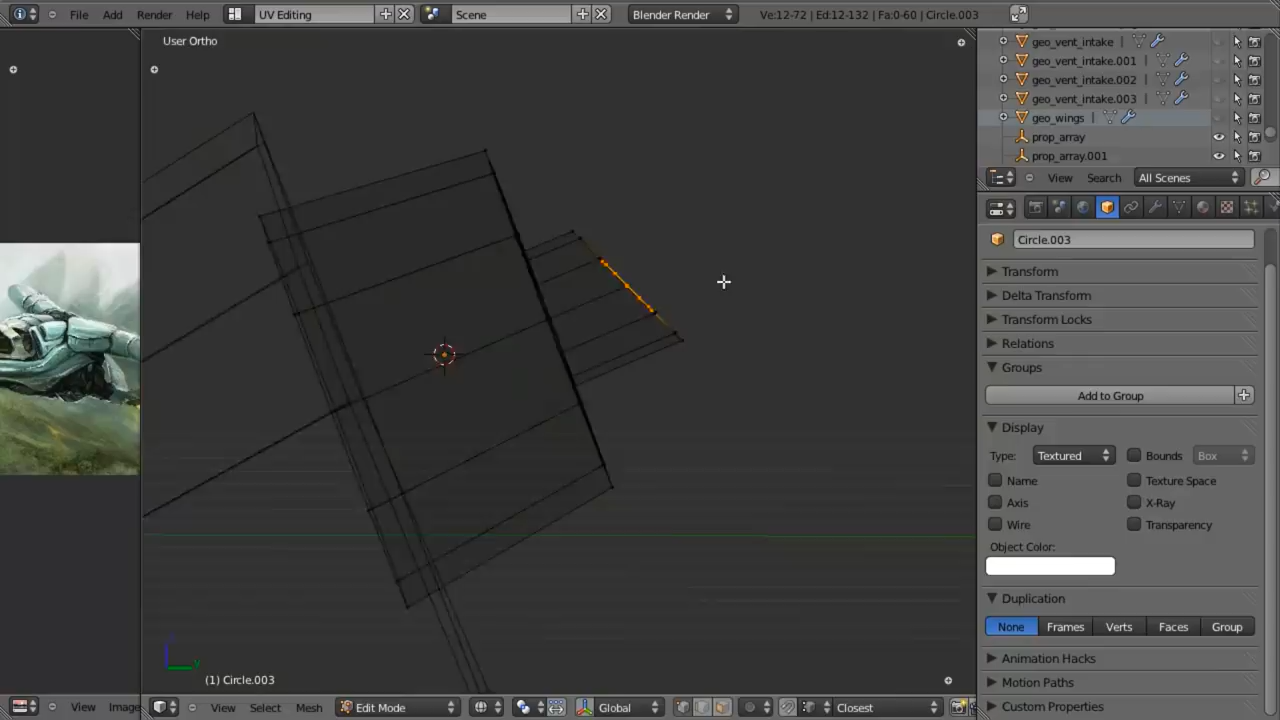 File Add Render Help UV Editing Scene Blender Render Ve:12-72 | Ed:12-132 | Fa:0-60 | Circle.003
User Ortho
geo_vent_intake
geo_vent_intake.001
geo_vent_intake.002
geo_vent_intake.003
geo_wings
prop_array
prop_array.001
View Search All Scenes
Circle.003
Transform
Delta Transform
Transform Locks
Relations
Groups
Add to Group
Display
Type: Textured Bounds Box
Name Texture Space
Axis X-Ray
Wire Transparency
Object Color:
Duplication
None Frames Verts Faces Group
Animation Hacks
Motion Paths
Custom Properties
y
(1) Circle.003
View Image View Select Mesh Edit Mode Global Closest